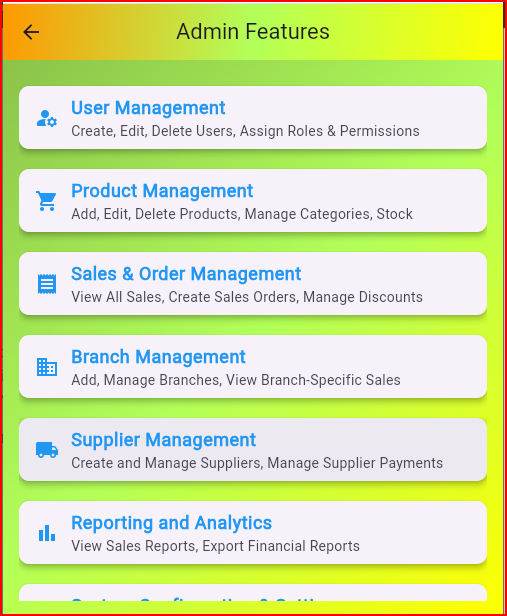 Admin Features
User Management
Create, Edit, Delete Users, Assign Roles & Permissions
Product Management
Add, Edit, Delete Products, Manage Categories, Stock
Sales & Order Management
View All Sales, Create Sales Orders, Manage Discounts
Branch Management
Add, Manage Branches, View Branch-Specific Sales
Supplier Management
Create and Manage Suppliers, Manage Supplier Payments
Reporting and Analytics
View Sales Reports, Export Financial Reports